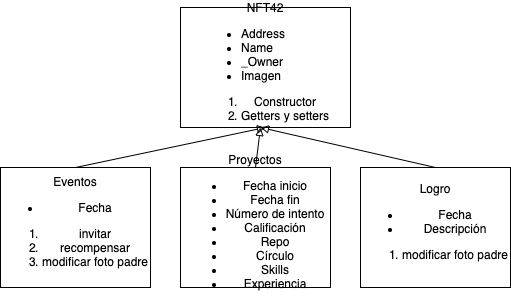 NFT42
• Address
• Name
• _Owner
• Imagen
1. Constructor
2. Getters y setters
Eventos
• Fecha
1. invitar
2. recompensar
3. modificar foto padre
Proyectos
• Fecha inicio
• Fecha fin
• Número de intento
• Calificación
• Repo
• Círculo
• Skills
• Experiencia
Logro
• Fecha
• Descripción
1. modificar foto padre